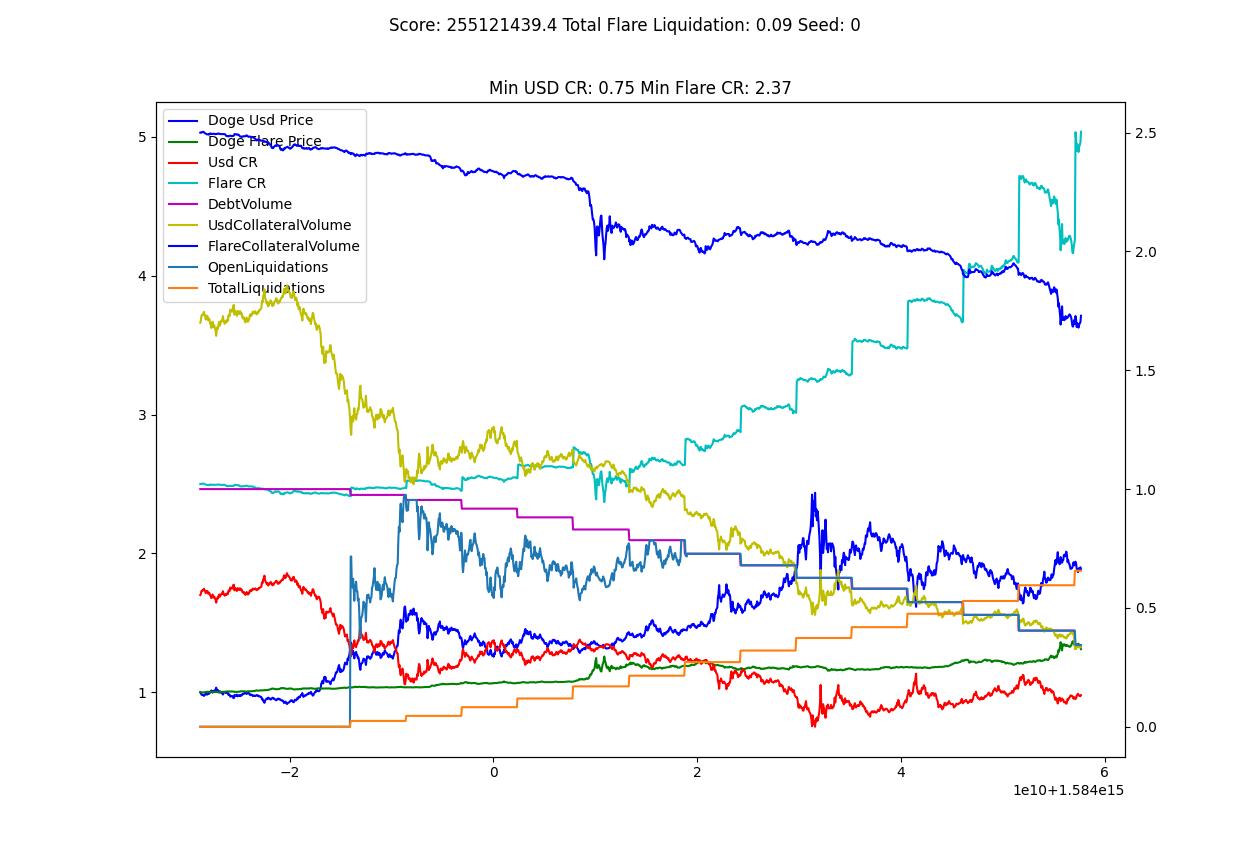 Score: 255121439.4 Total Flare Liquidation: 0.09 Seed: 0
Min USD CR: 0.75 Min Flare CR: 2.37
Doge Usd Price
Doge Flare Price
Usd CR
Flare CR
DebtVolume
UsdCollateralVolume
FlareCollateralVolume
OpenLiquidations
TotalLiquidations
5
4
3
2
1
2.5
2.0
1.5
1.0
0.5
0.0
−2 0 2 4 6
1e10+1.584e15